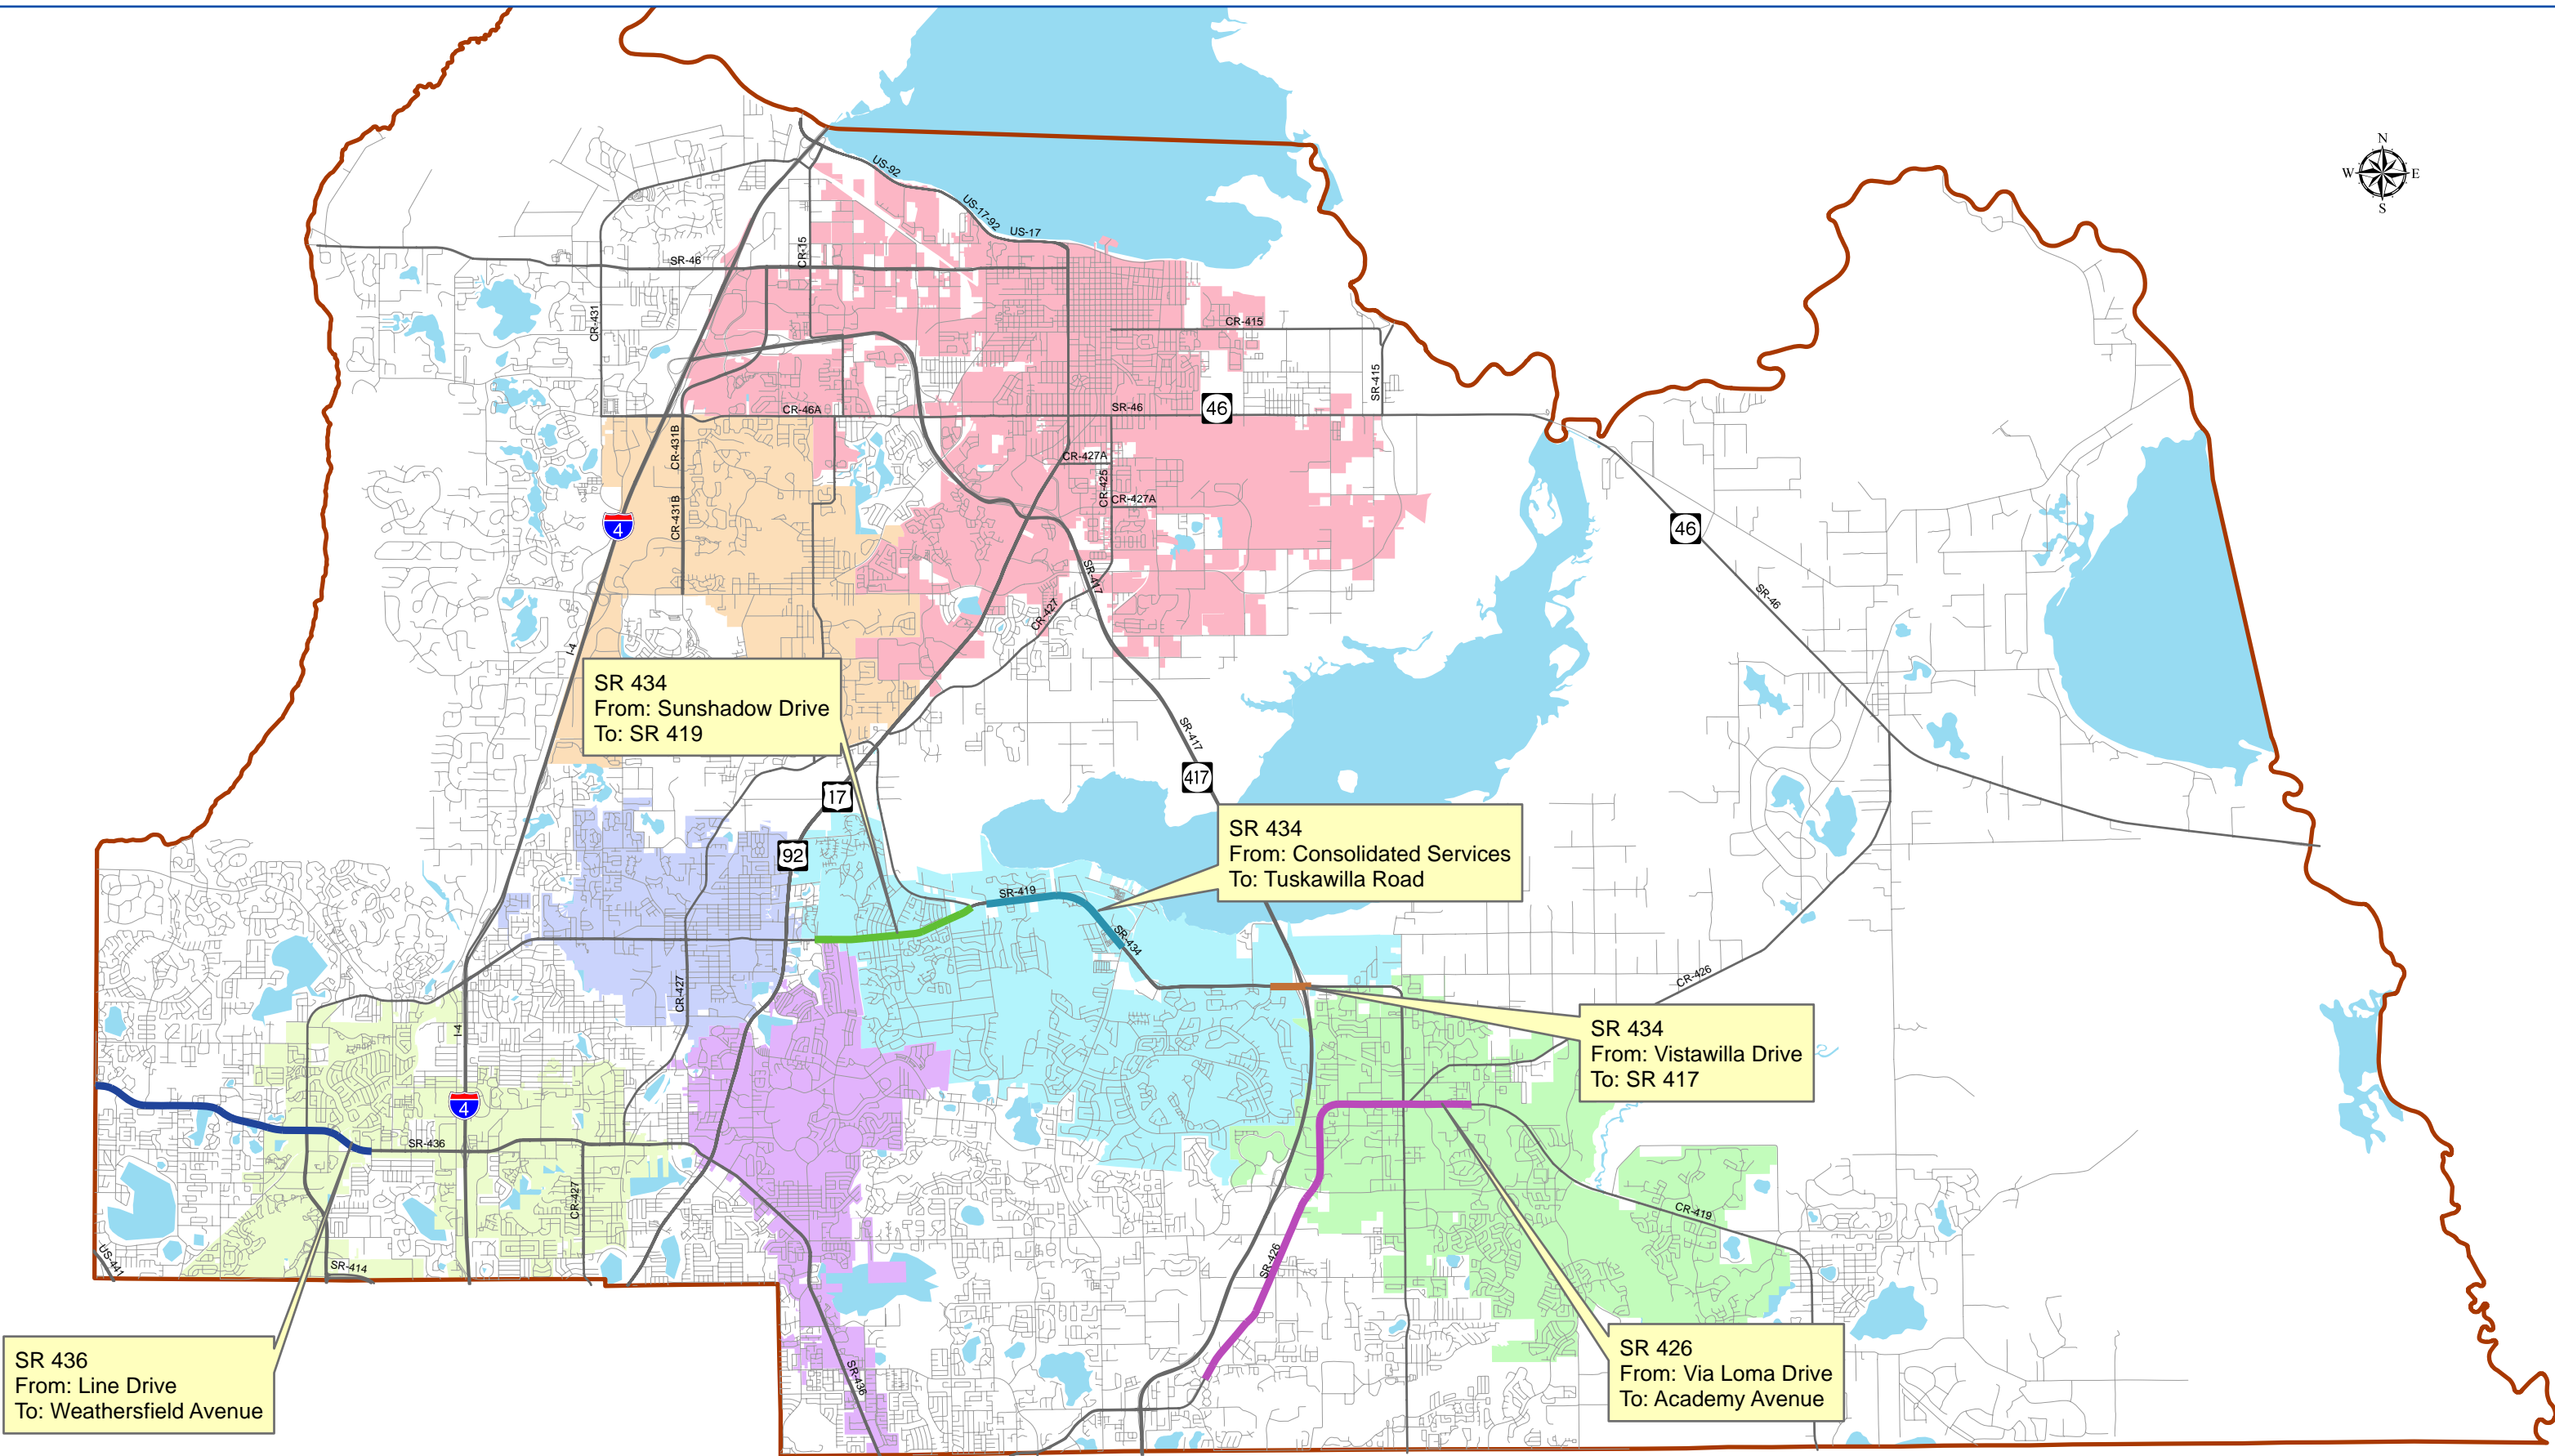 N
W E
S
US-92
US-17-92
US-17
CR-15
SR-46
CR-431
CR-415
SR-415
CR-46A
SR-46
46
CR-431B
CR-427A
CR-425
CR-427A
CR-431B
4
46
SR-417
SR-46
CR-427
I-4
SR 434
From: Sunshadow Drive
To: SR 419
SR-417
417
17
92
SR 434
From: Consolidated Services
To: Tuskawilla Road
SR-419
SR-434
CR-427
CR-426
I-4
SR 434
From: Vistawilla Drive
To: SR 417
4
SR-436
CR-427
CR-419
US-441
SR-414
SR-426
SR 436
From: Line Drive
To: Weathersfield Avenue
SR-436
SR 426
From: Via Loma Drive
To: Academy Avenue